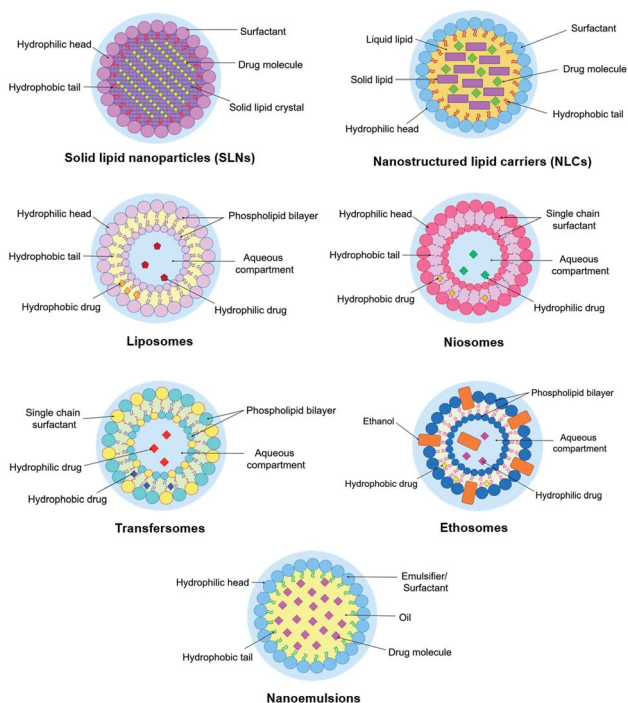 Surfactant
Hydrophilic head
Drug molecule
Hydrophobic tail
Solid lipid crystal
Solid lipid nanoparticles (SLNs)
Liquid lipid
Surfactant
Solid lipid
Drug molecule
Hydrophobic tail
Hydrophilic head
Nanostructured lipid carriers (NLCs)
Hydrophilic head
Phospholipid bilayer
Hydrophobic tail
Aqueous
compartment
Hydrophobic drug
Hydrophilic drug
Liposomes
Hydrophilic head
Single chain
surfactant
Hydrophobic tail
Aqueous
compartment
Hydrophobic drug
Hydrophilic drug
Niosomes
Single chain
surfactant
Phospholipid bilayer
Hydrophilic drug
Aqueous
compartment
Hydrophobic drug
Transfersomes
Phospholipid bilayer
Ethanol
Aqueous
compartment
Hydrophobic drug
Hydrophilic drug
Ethosomes
Hydrophilic head
Emulsifier/
Surfactant
Oil
Hydrophobic tail
Drug molecule
Nanoemulsions